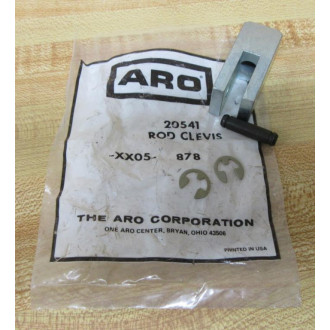 ARO
20541
ROD CLEVIS
-XX05- 878
THE ARO CORPORATION
ONE ARO CENTER, BRYAN, OHIO 43506
PRINTED IN USA